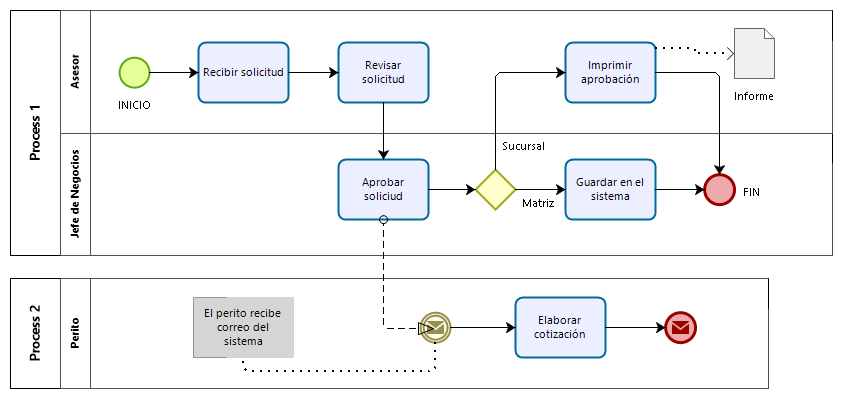 Process 1
Asesor
INICIO
Recibir solicitud
Revisar
solicitud
Imprimir
aprobación
Informe
Sucursal
Jefe de Negocios
Aprobar
soliciud
Matriz
Guardar en el
sistema
FIN
Process 2
Perito
El perito recibe
correo del
sistema
Elaborar
cotización